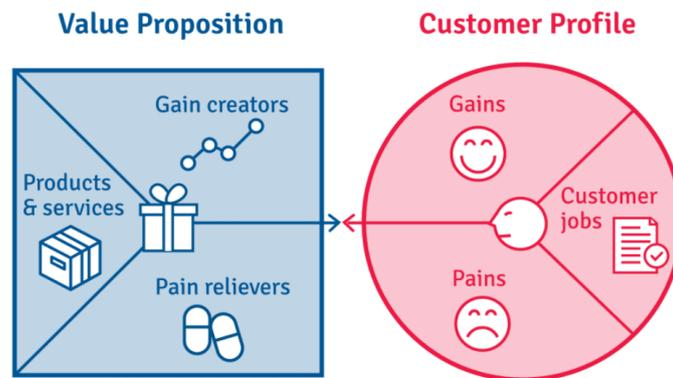 Value Proposition
Customer Profile
Gain creators
Products
& services
Pain relievers
Gains
Customer
jobs
Pains